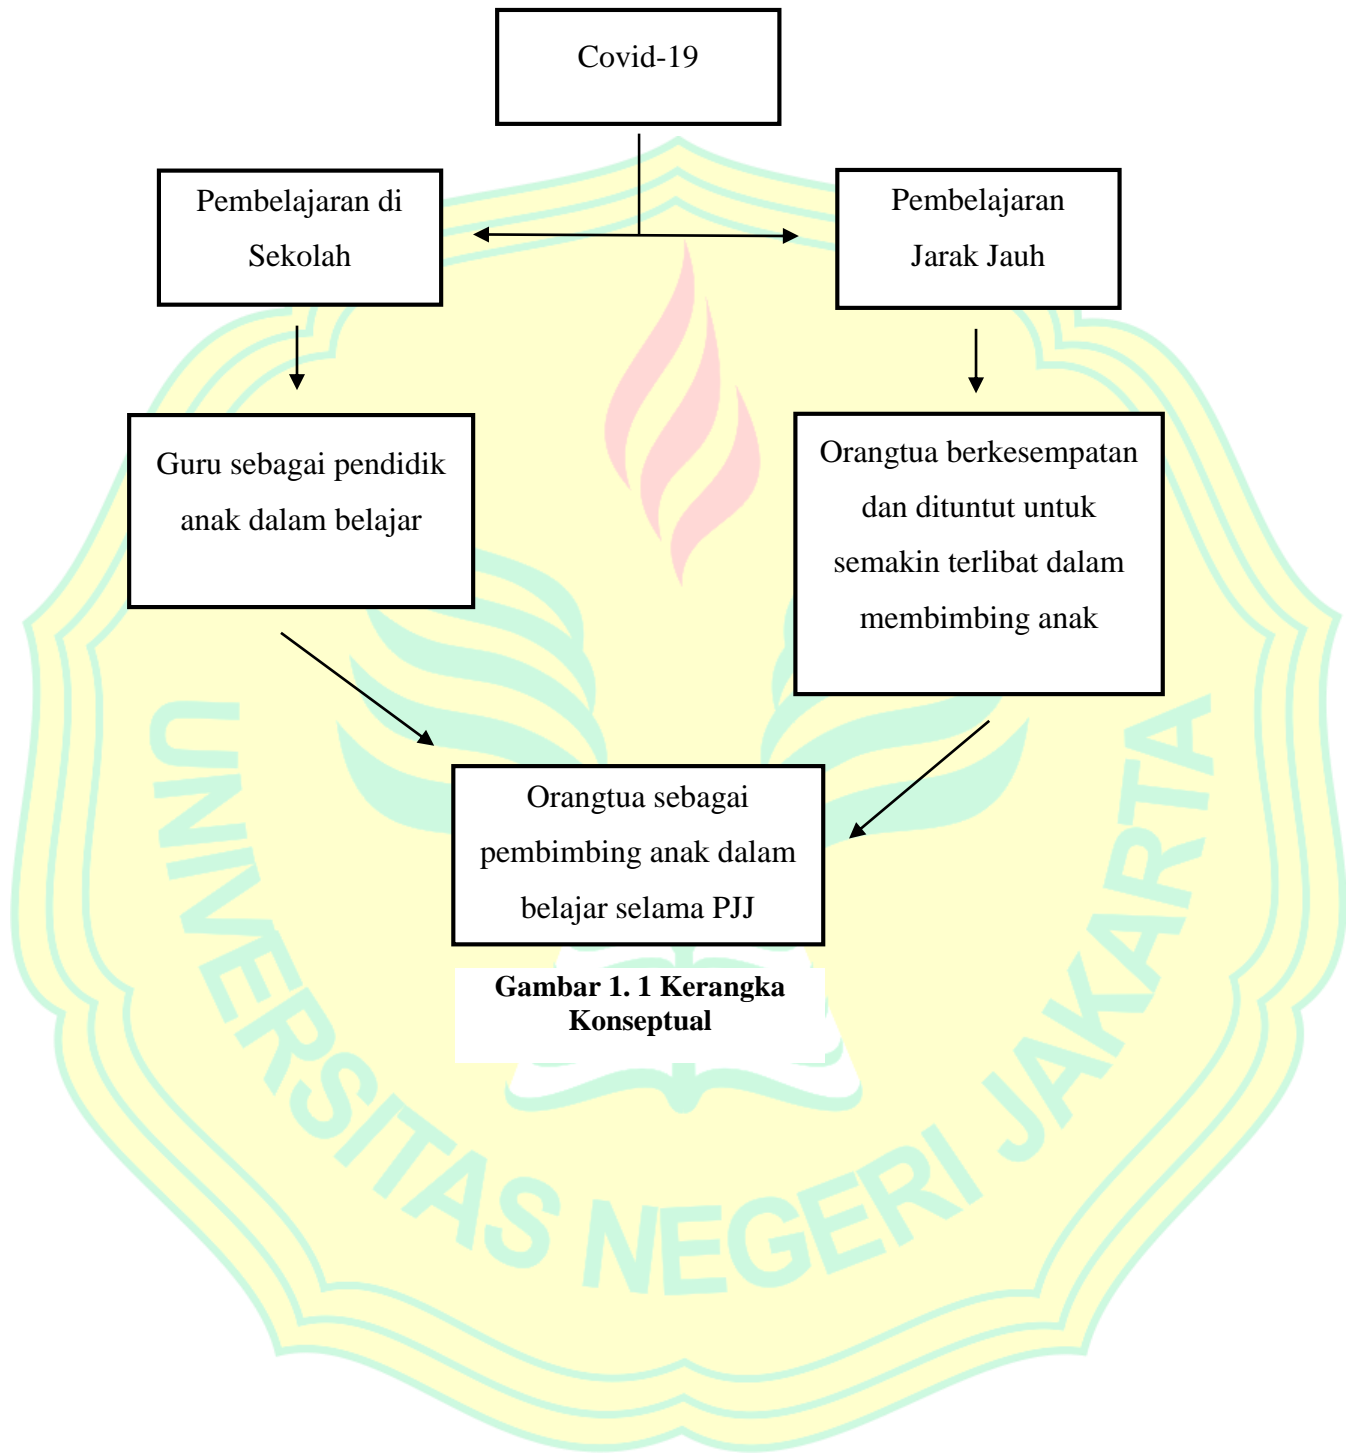 Covid-19
Pembelajaran di
Sekolah
Pembelajaran
Jarak Jauh
Guru sebagai pendidik
anak dalam belajar
Orangtua berkesempatan
dan dituntut untuk
semakin terlibat dalam
membimbing anak
Orangtua sebagai
pembimbing anak dalam
belajar selama PJJ
Gambar 1. 1 Kerangka
Konseptual
UNIVERSITAS NEGERI JAKARTA